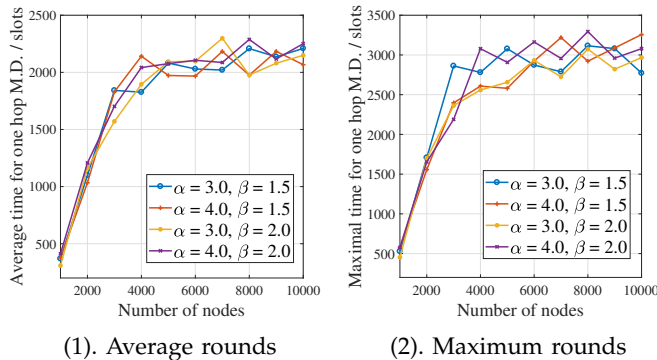 2500
2000
1500
1000
500
Average time for one hop M.D. / slots
α = 3.0, β = 1.5
α = 4.0, β = 1.5
α = 3.0, β = 2.0
α = 4.0, β = 2.0
2000 4000 6000 8000 10000
Number of nodes
(1). Average rounds
3500
3000
2500
2000
1500
1000
500
Maximal time for one hop M.D. / slots
α = 3.0, β = 1.5
α = 4.0, β = 1.5
α = 3.0, β = 2.0
α = 4.0, β = 2.0
2000 4000 6000 8000 10000
Number of nodes
(2). Maximum rounds